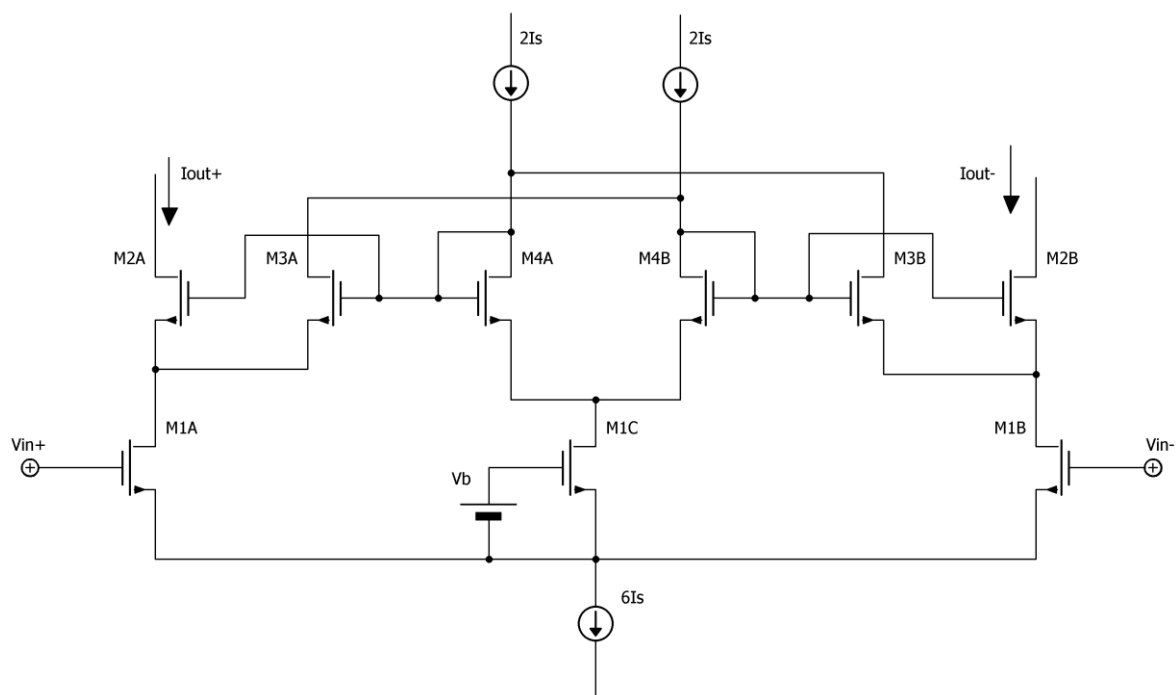 2Is
2Is
Iout+
Iout-
M2A
M3A
M4A
M4B
M3B
M2B
M1A
M1C
M1B
Vin+
Vin-
Vb
6Is